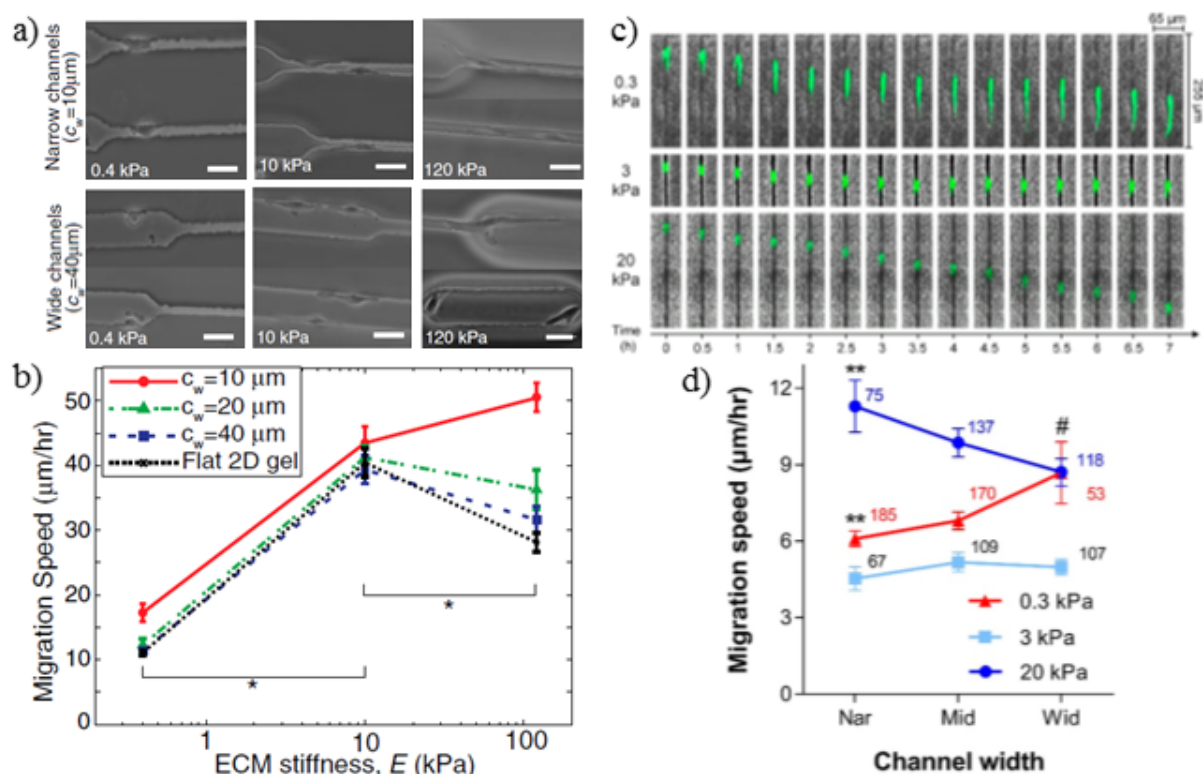 a)
Narrow channels
(cw=10μm)
0.4 kPa
10 kPa
120 kPa
Wide channels
(cw=40μm)
0.4 kPa
10 kPa
120 kPa
b)
cw=10 μm
cw=20 μm
cw=40 μm
Flat 2D gel
Migration Speed (μm/hr)
50
40
30
20
10
0
*
*
1
10
100
ECM stiffness, E (kPa)
c)
65 μm
0.3
kPa
255 μm
3
kPa
20
kPa
Time
(h)
0 0.5 1 1.5 2 2.5 3 3.5 4 4.5 5 5.5 6 6.5 7
d)
Migration speed (μm/hr)
12
9
6
3
0
**
75
137
#
118
170
53
**
185
67
109
107
0.3 kPa
3 kPa
20 kPa
Nar Mid Wid
Channel width